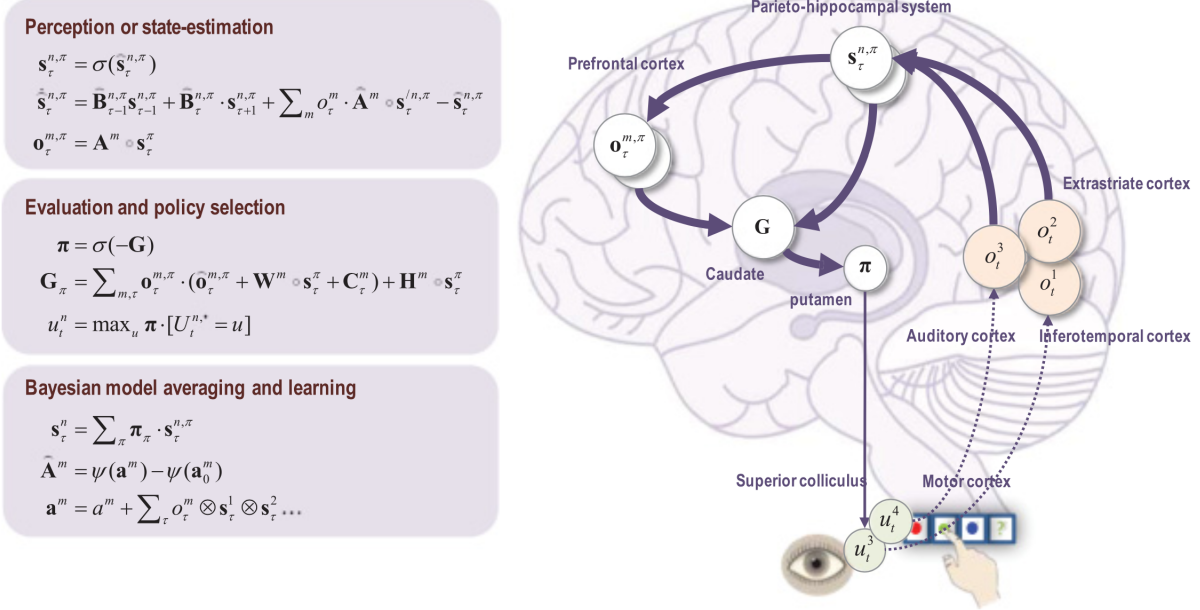 Perception or state-estimation
𝐬_τ^{n,π} = σ(𝐬̂_τ^{n,π})
𝐬̂̇_τ^{n,π} = 𝐁̂_{τ−1}^{n,π} 𝐬_{τ−1}^{n,π} + 𝐁̂_τ^{n,π} · 𝐬_{τ+1}^{n,π} + ∑_m o_τ^m · 𝐀̂^m ∘ 𝐬_τ^{/n,π} − 𝐬̂_τ^{n,π}
𝐨_τ^{m,π} = 𝐀^m ∘ 𝐬_τ^π
Evaluation and policy selection
𝛑 = σ(−𝐆)
𝐆_π = ∑_{m,τ} 𝐨_τ^{m,π} · (𝐨̂_τ^{m,π} + 𝐖^m ∘ 𝐬_τ^π + 𝐂_τ^m) + 𝐇^m ∘ 𝐬_τ^π
u_t^n = max_u 𝛑 · [U_t^{n,*} = u]
Bayesian model averaging and learning
𝐬_τ^n = ∑_π 𝛑_π · 𝐬_τ^{n,π}
𝐀̂^m = ψ(𝐚^m) − ψ(𝐚_0^m)
𝐚^m = a^m + ∑_τ o_τ^m ⊗ 𝐬_τ^1 ⊗ 𝐬_τ^2 …
Parieto-hippocampal system
𝐬_τ^{n,π}
Prefrontal cortex
𝐨_τ^{m,π}
Extrastriate cortex
𝐆
o_t^2
o_t^3
Caudate
𝛑
o_t^1
putamen
Auditory cortex
Inferotemporal cortex
Superior colliculus
Motor cortex
u_t^4
?
u_t^3